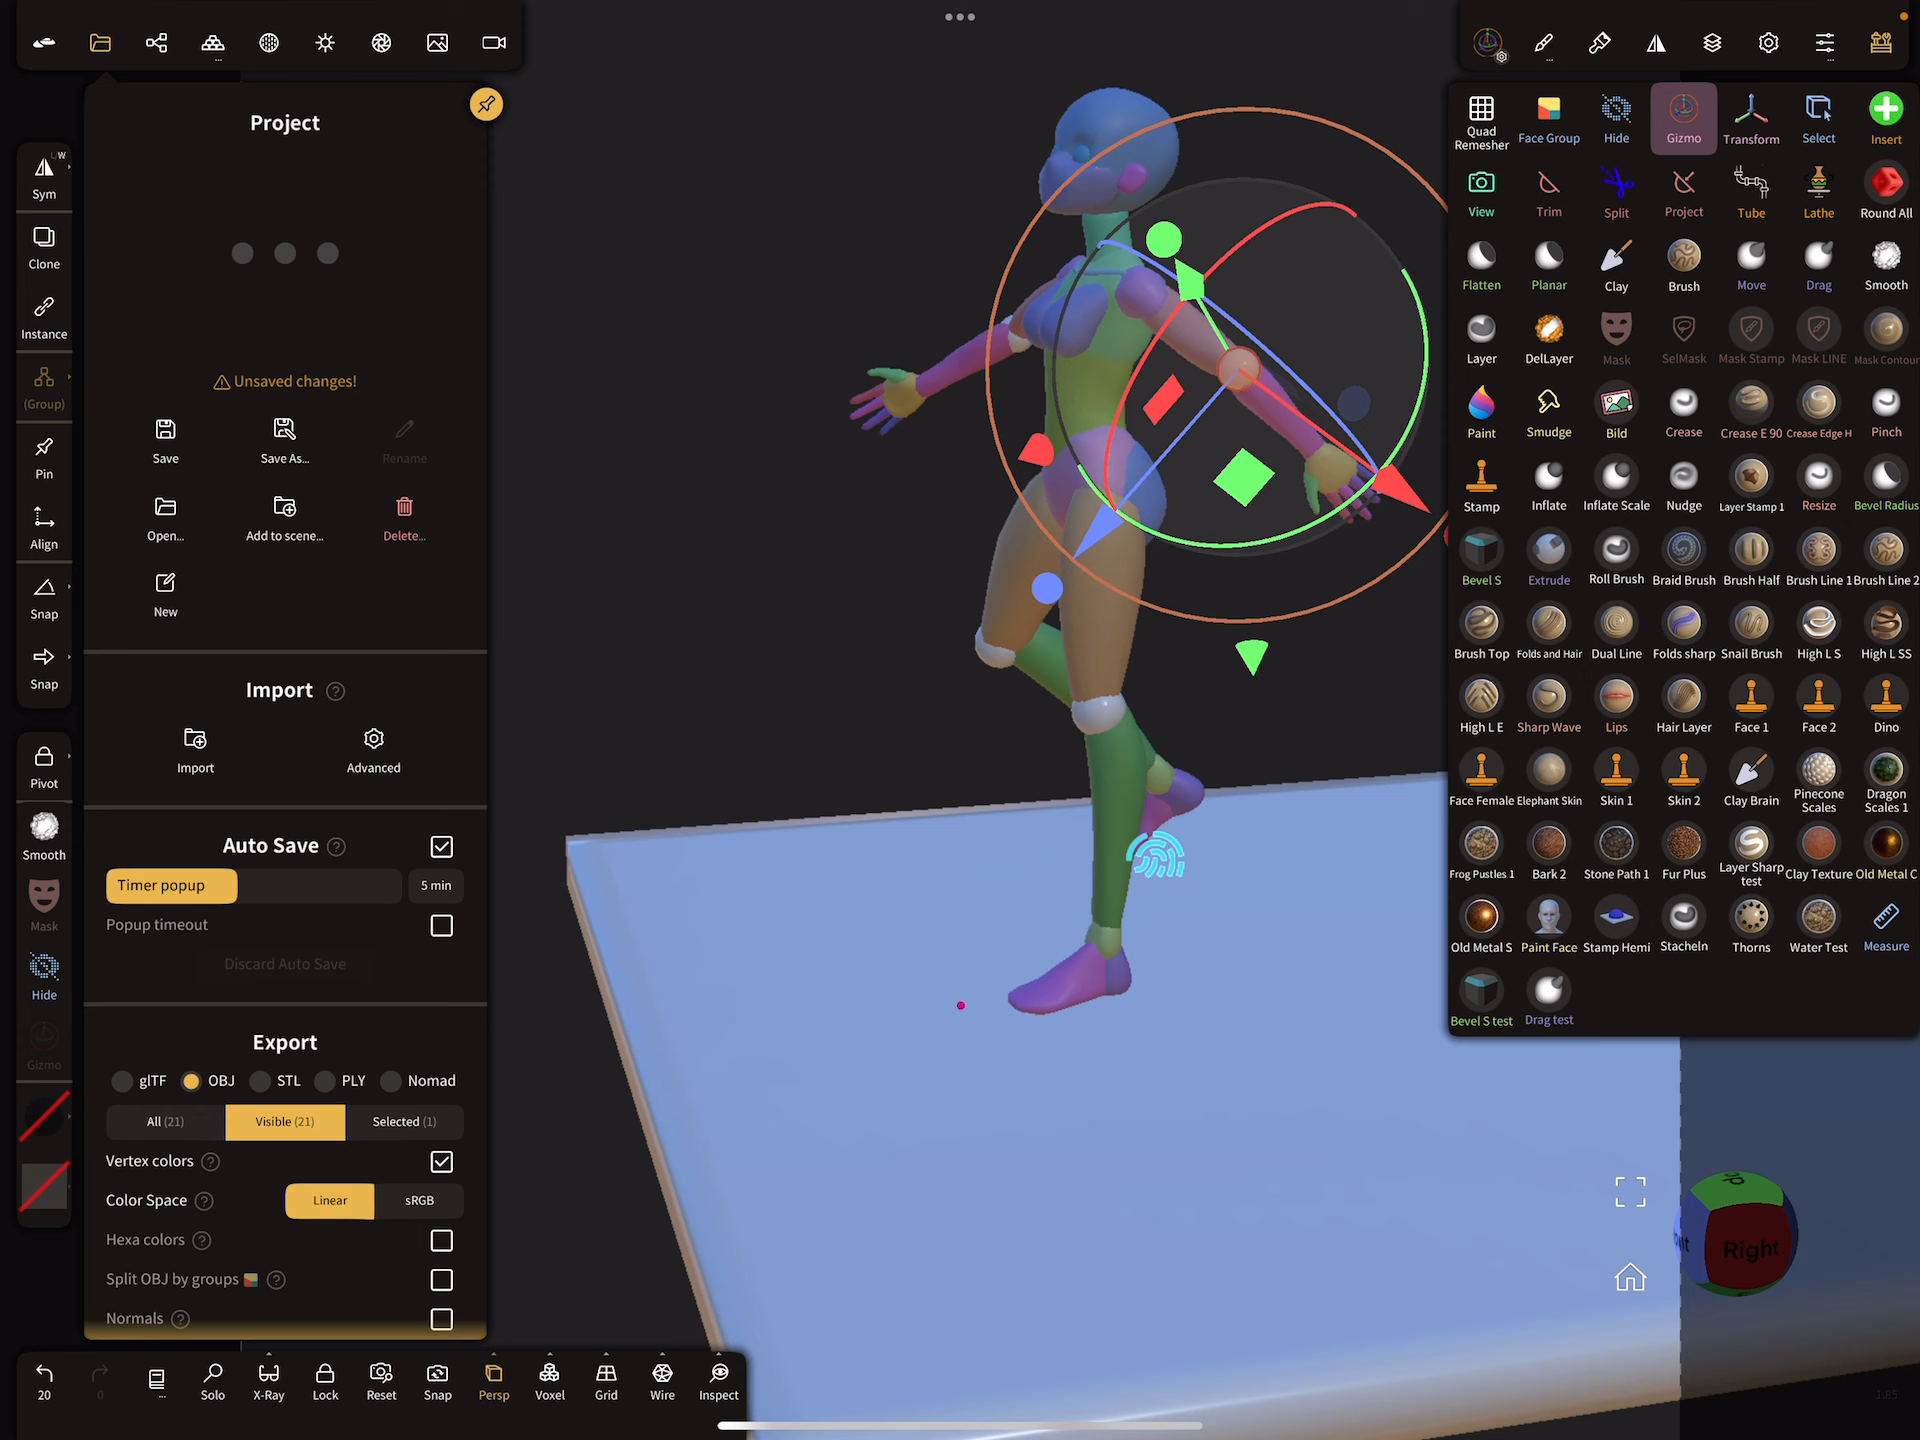 Project
Unsaved changes!
Save
Save As...
Rename
Open...
Add to scene...
Delete...
New
Import
Import
Advanced
Auto Save
Timer popup
5 min
Popup timeout
Discard Auto Save
Export
glTF
OBJ
STL
PLY
Nomad
All (21)
Visible (21)
Selected (1)
Vertex colors
Color Space
Linear
sRGB
Hexa colors
Split OBJ by groups
Normals
L/W
Sym
Clone
Instance
(Group)
Pin
Align
Snap
Snap
Pivot
Smooth
Mask
Hide
Gizmo
20
0
Solo
X-Ray
Lock
Reset
Snap
Persp
Voxel
Grid
Wire
Inspect
Quad Remesher
Face Group
Hide
Gizmo
Transform
Select
Insert
View
Trim
Split
Project
Tube
Lathe
Round All
Flatten
Planar
Clay
Brush
Move
Drag
Smooth
Layer
DelLayer
Mask
SelMask
Mask Stamp
Mask LINE
Mask Contour
Paint
Smudge
Bild
Crease
Crease E 90
Crease Edge H
Pinch
Stamp
Inflate
Inflate Scale
Nudge
Layer Stamp 1
Resize
Bevel Radius
Bevel S
Extrude
Roll Brush
Braid Brush
Brush Half
Brush Line 1
Brush Line 2
Brush Top
Folds and Hair
Dual Line
Folds sharp
Snail Brush
High L S
High L SS
High L E
Sharp Wave
Lips
Hair Layer
Face 1
Face 2
Dino
Face Female
Elephant Skin
Skin 1
Skin 2
Clay Brain
Pinecone Scales
Dragon Scales 1
Frog Pustles 1
Bark 2
Stone Path 1
Fur Plus
Layer Sharp test
Clay Texture
Old Metal C
Old Metal S
Paint Face
Stamp Hemi
Stacheln
Thorns
Water Test
Measure
Bevel S test
Drag test
Right
1.85